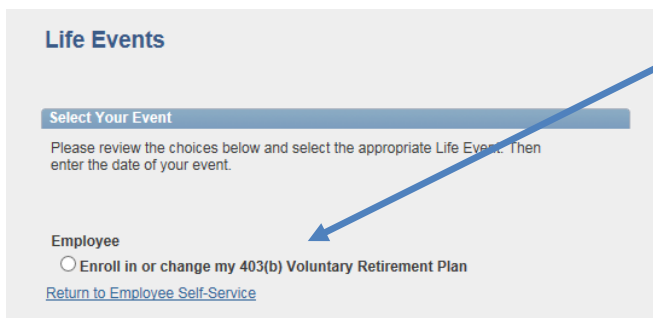 Life Events
Select Your Event
Please review the choices below and select the appropriate Life Event. Then
enter the date of your event.
Employee
Enroll in or change my 403(b) Voluntary Retirement Plan
Return to Employee Self-Service